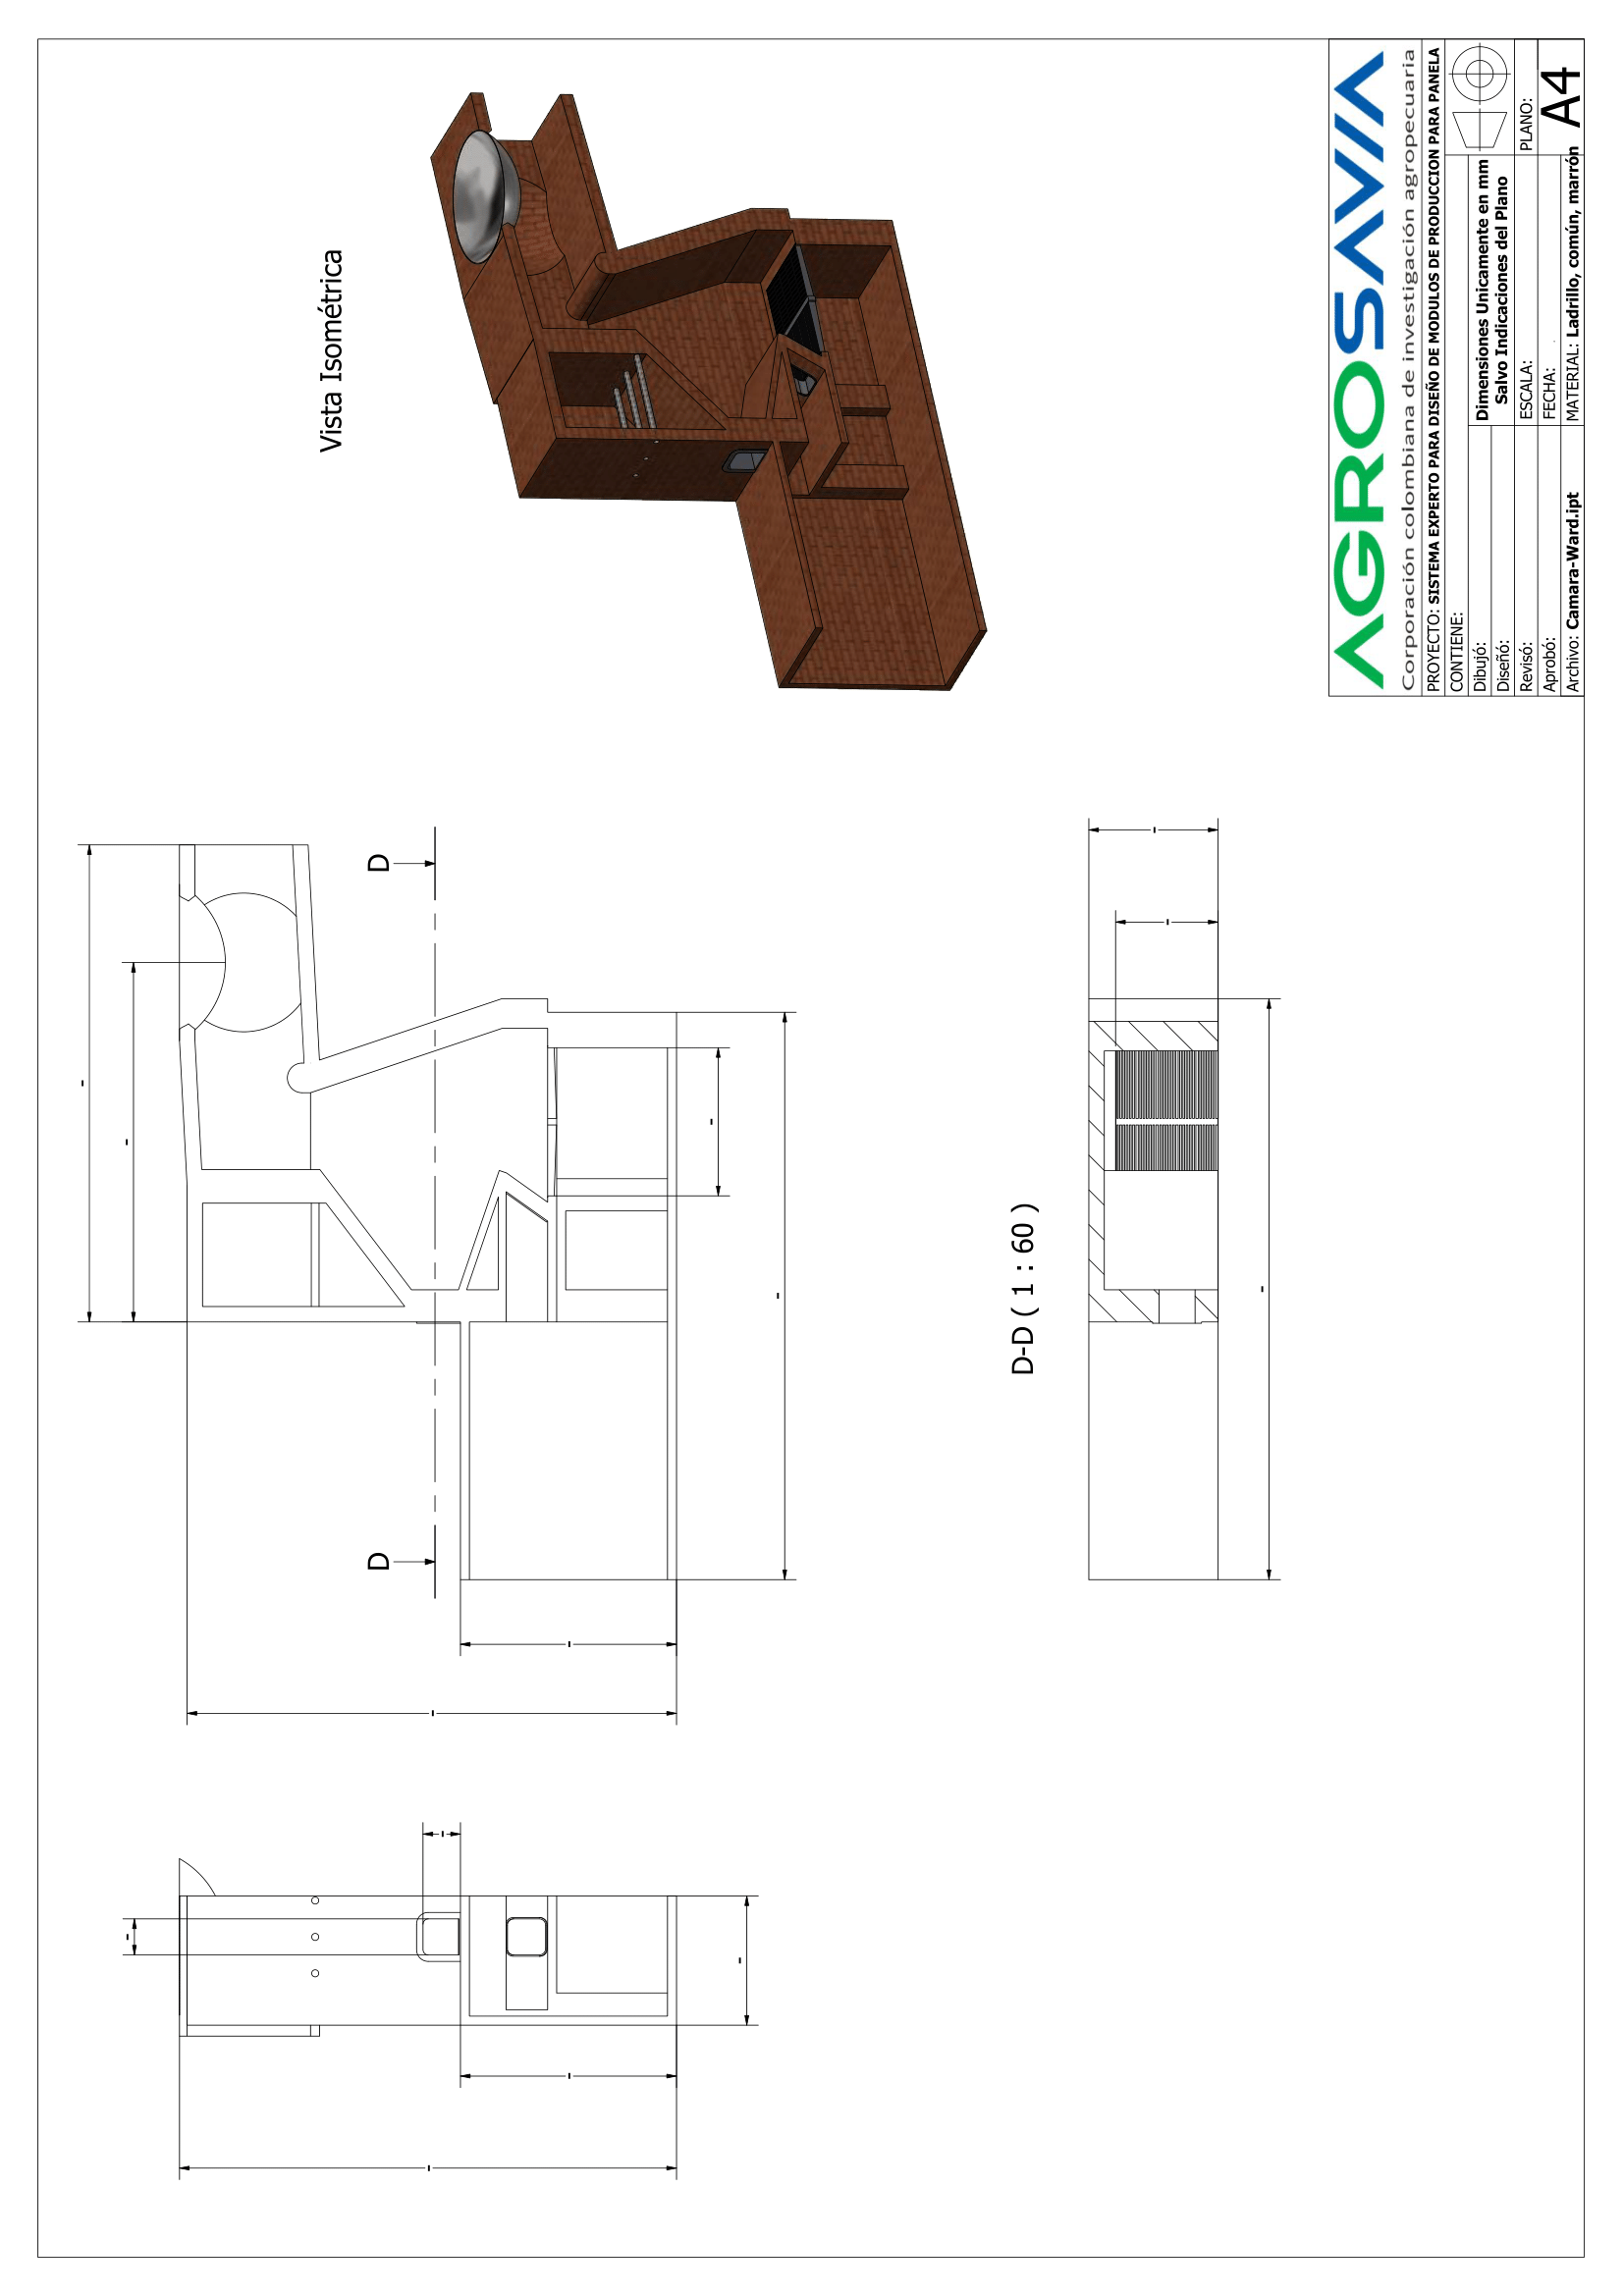 Vista Isométrica
D
D
D-D ( 1 : 60 )
AGROSAVIA
Corporación colombiana de investigación agropecuaria
PROYECTO: SISTEMA EXPERTO PARA DISEÑO DE MODULOS DE PRODUCCION PARA PANELA
CONTIENE:
Dibujó:
Diseñó:
Dimensiones Unicamente en mm
Salvo Indicaciones del Plano
Revisó:
ESCALA:
PLANO:
Aprobó:
FECHA:
A4
Archivo: Camara-Ward.ipt
MATERIAL: Ladrillo, común, marrón